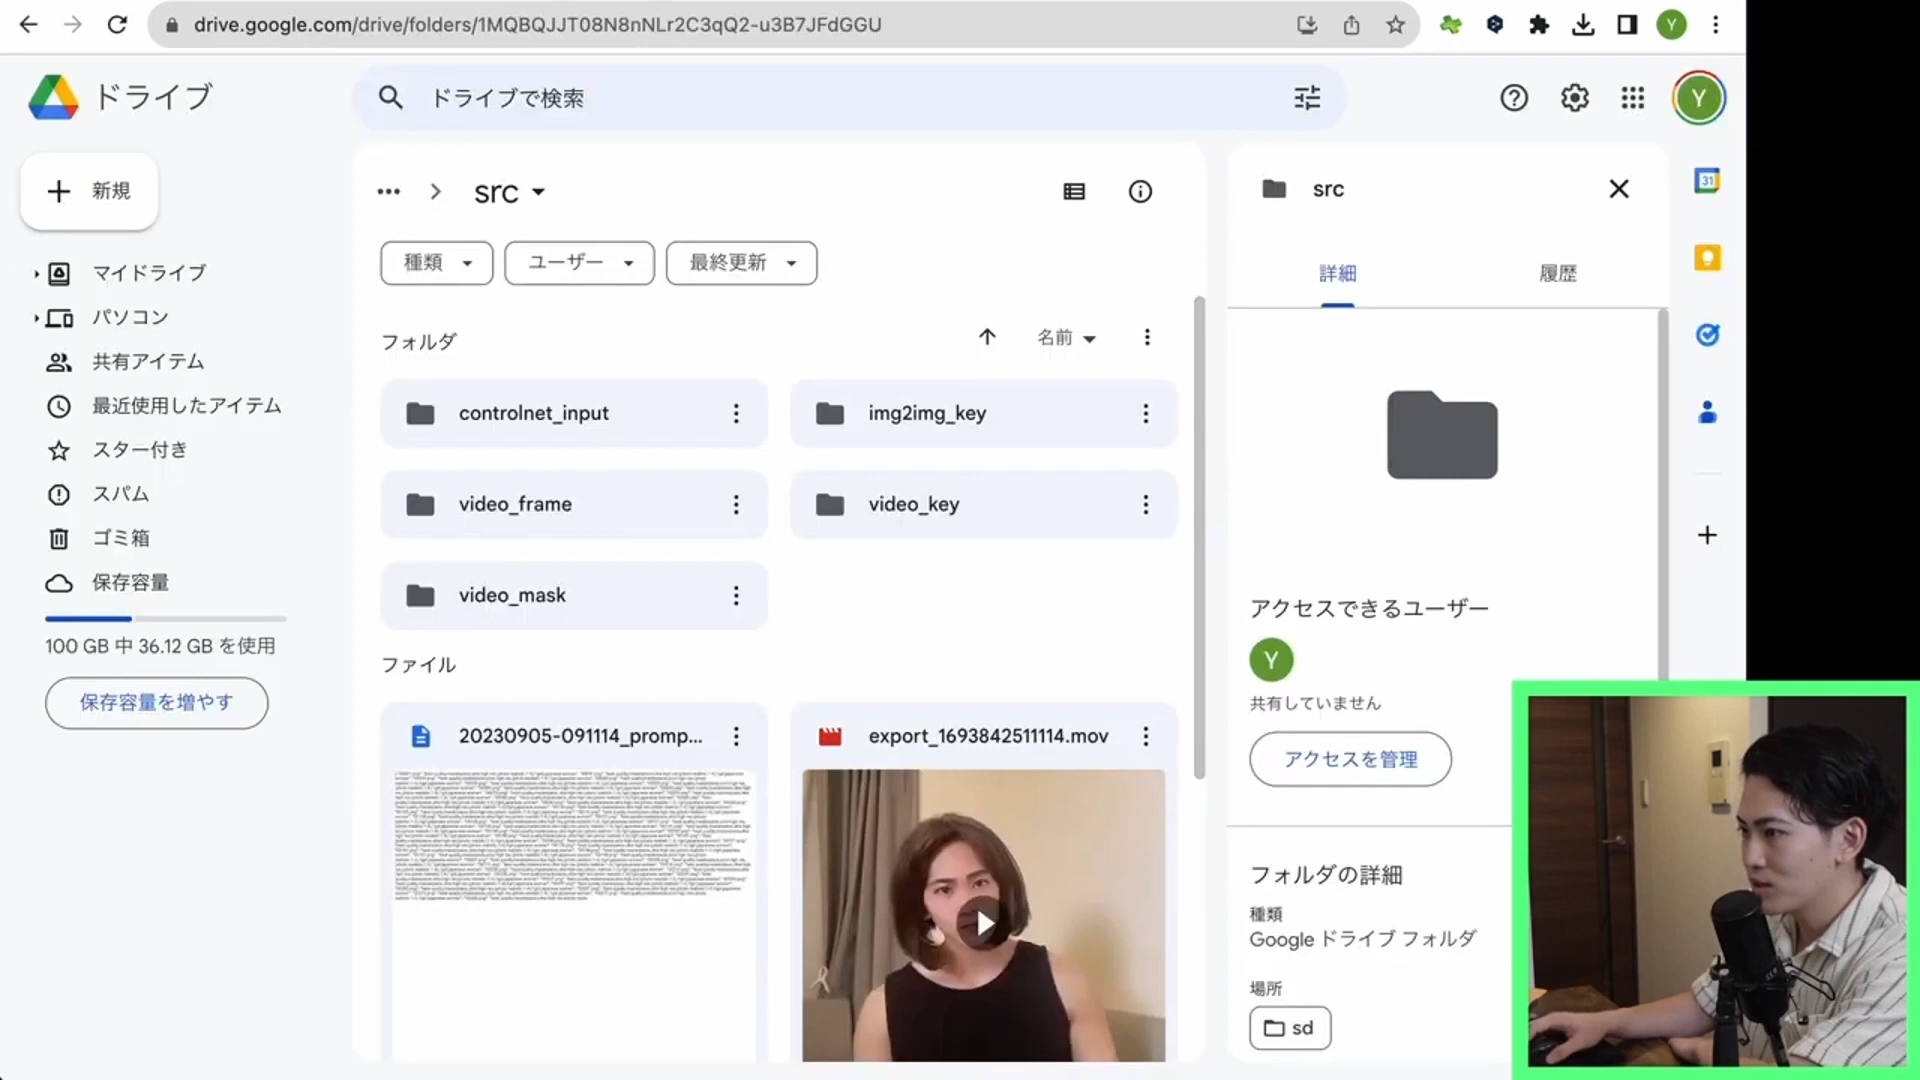 drive.google.com/drive/folders/1MQBQJJT08N8nNLr2C3qQ2-u3B7JFdGGU
Y
ドライブ
ドライブで検索
Y
新規
src
src
31
種類
ユーザー
最終更新
詳細
履歴
マイドライブ
パソコン
共有アイテム
最近使用したアイテム
スター付き
スパム
ゴミ箱
保存容量
100 GB 中 36.12 GB を使用
保存容量を増やす
フォルダ
名前
controlnet_input
img2img_key
video_frame
video_key
video_mask
ファイル
20230905-091114_promp...
export_1693842511114.mov
アクセスできるユーザー
Y
共有していません
アクセスを管理
フォルダの詳細
種類
Google ドライブ フォルダ
場所
sd